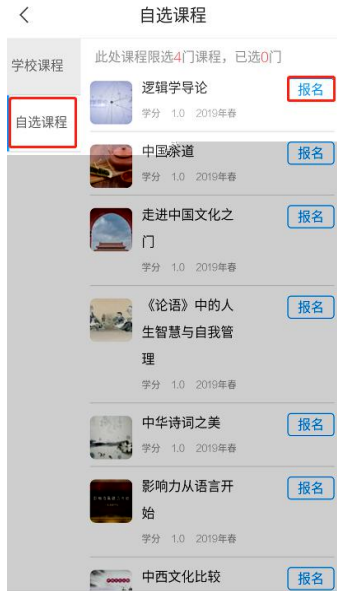 自选课程
学校课程
此处课程限选4门课程，已选0门
自选课程
逻辑学导论
报名
学分 1.0 2019年春
中国茶道
报名
学分 1.0 2019年春
走进中国文化之
门
报名
学分 1.0 2019年春
《论语》中的人
生智慧与自我管
理
报名
学分 1.0 2019年春
中华诗词之美
报名
学分 1.0 2019年春
影响力从语言开
始
报名
学分 1.0 2019年春
中西文化比较
报名